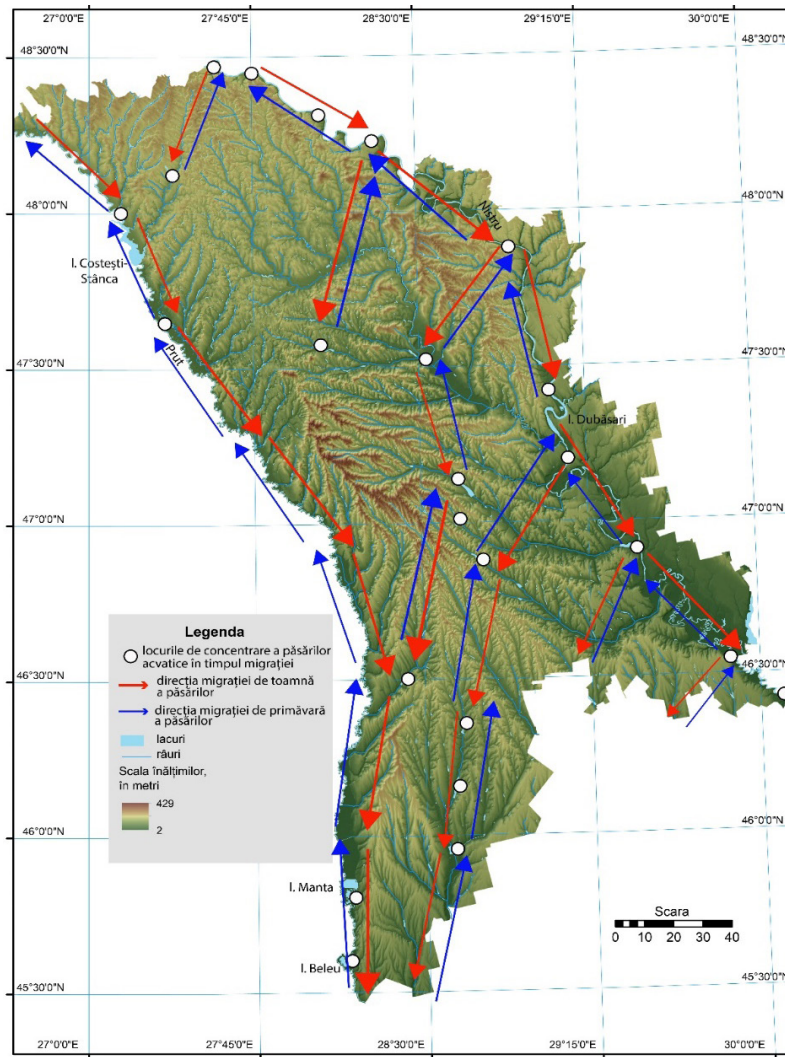 27°0'0"E
27°45'0"E
28°30'0"E
29°15'0"E
30°0'0"E
48°30'0"N
48°30'0"N
48°0'0"N
48°0'0"N
Nistru
l. Costești-
Stânca
Prut
47°30'0"N
47°30'0"N
l. Dubăsari
47°0'0"N
47°0'0"N
Legenda
locurile de concentrare a păsărilor
acvatice în timpul migrației
direcția migrației de toamnă
a păsărilor
direcția migrației de primăvară
a păsărilor
lacuri
râuri
Scala înălțimilor,
în metri
429
2
46°30'0"N
46°30'0"N
46°0'0"N
46°0'0"N
l. Manta
Scara
0 10 20 30 40
l. Beleu
45°30'0"N
45°30'0"N
27°0'0"E
27°45'0"E
28°30'0"E
29°15'0"E
30°0'0"E